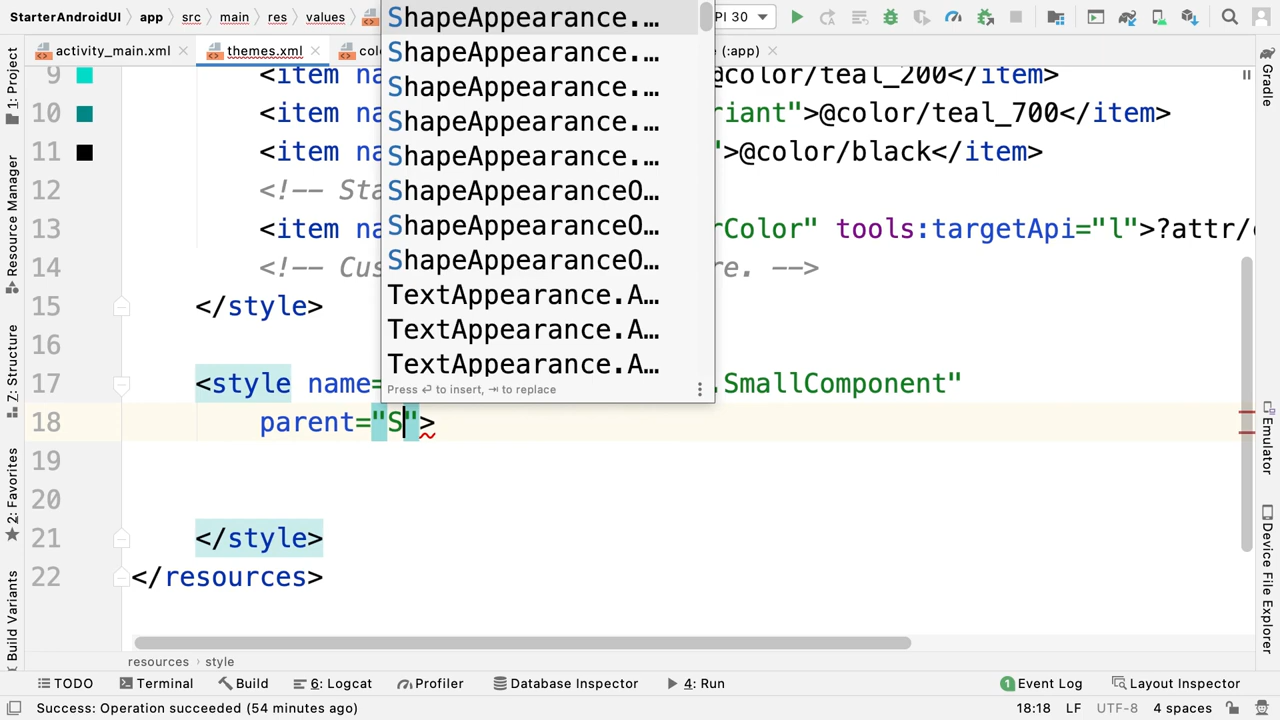 StarterAndroidUI app src main res values PI 30
activity_main.xml themes.xml colo e (:app)
ShapeAppearance.…
ShapeAppearance.…
ShapeAppearance.…
ShapeAppearance.…
ShapeAppearance.…
ShapeAppearanceO…
ShapeAppearanceO…
ShapeAppearanceO…
TextAppearance.A…
TextAppearance.A…
TextAppearance.A…
Press ⏎ to insert, ⇥ to replace
9 <item na @color/teal_200</item>
10 <item na riant">@color/teal_700</item>
11 <item na ">@color/black</item>
12 <!-- Sta
13 <item na rColor" tools:targetApi="l">?attr/c
14 <!-- Cus re. -->
15 </style>
16
17 <style name= .SmallComponent"
18 parent="S">
19
20
21 </style>
22 </resources>
1: Project
Resource Manager
Z: Structure
2: Favorites
Build Variants
Gradle
Emulator
Device File Explorer
resources style
TODO Terminal Build 6: Logcat Profiler Database Inspector 4: Run 1 Event Log Layout Inspector
Success: Operation succeeded (54 minutes ago) 18:18 LF UTF-8 4 spaces